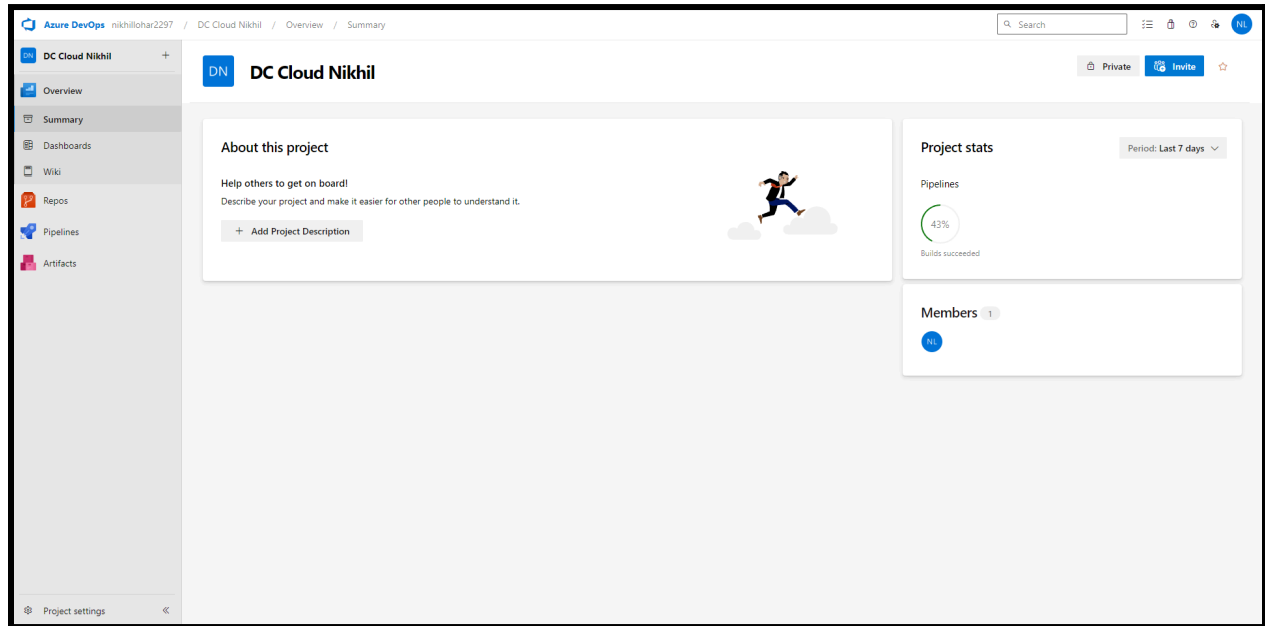 Azure DevOps nikhillohar2297 / DC Cloud Nikhil / Overview / Summary
Search
NL
DN DC Cloud Nikhil +
Overview
Summary
Dashboards
Wiki
Repos
Pipelines
Artifacts
Project settings
DN DC Cloud Nikhil
Private
Invite
About this project
Help others to get on board!
Describe your project and make it easier for other people to understand it.
+ Add Project Description
Project stats
Period: Last 7 days
Pipelines
43%
Builds succeeded
Members 1
NL